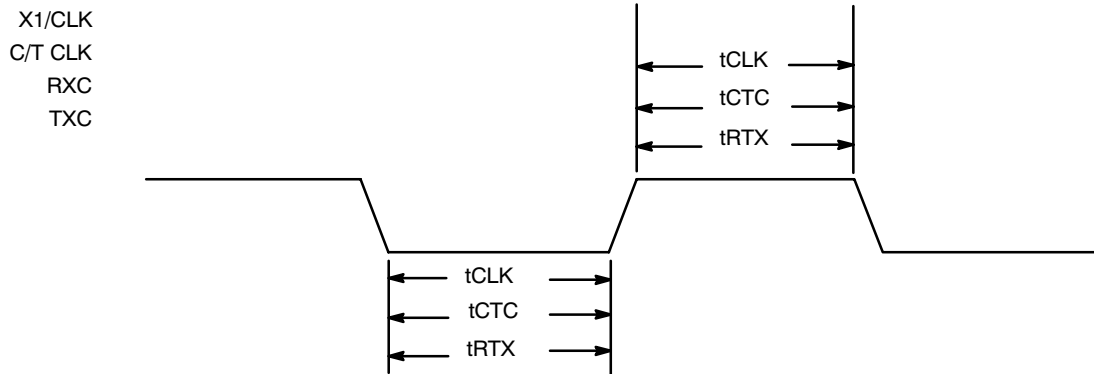 X1/CLK
C/T CLK
RXC
TXC
tCLK
tCTC
tRTX
tCLK
tCTC
tRTX